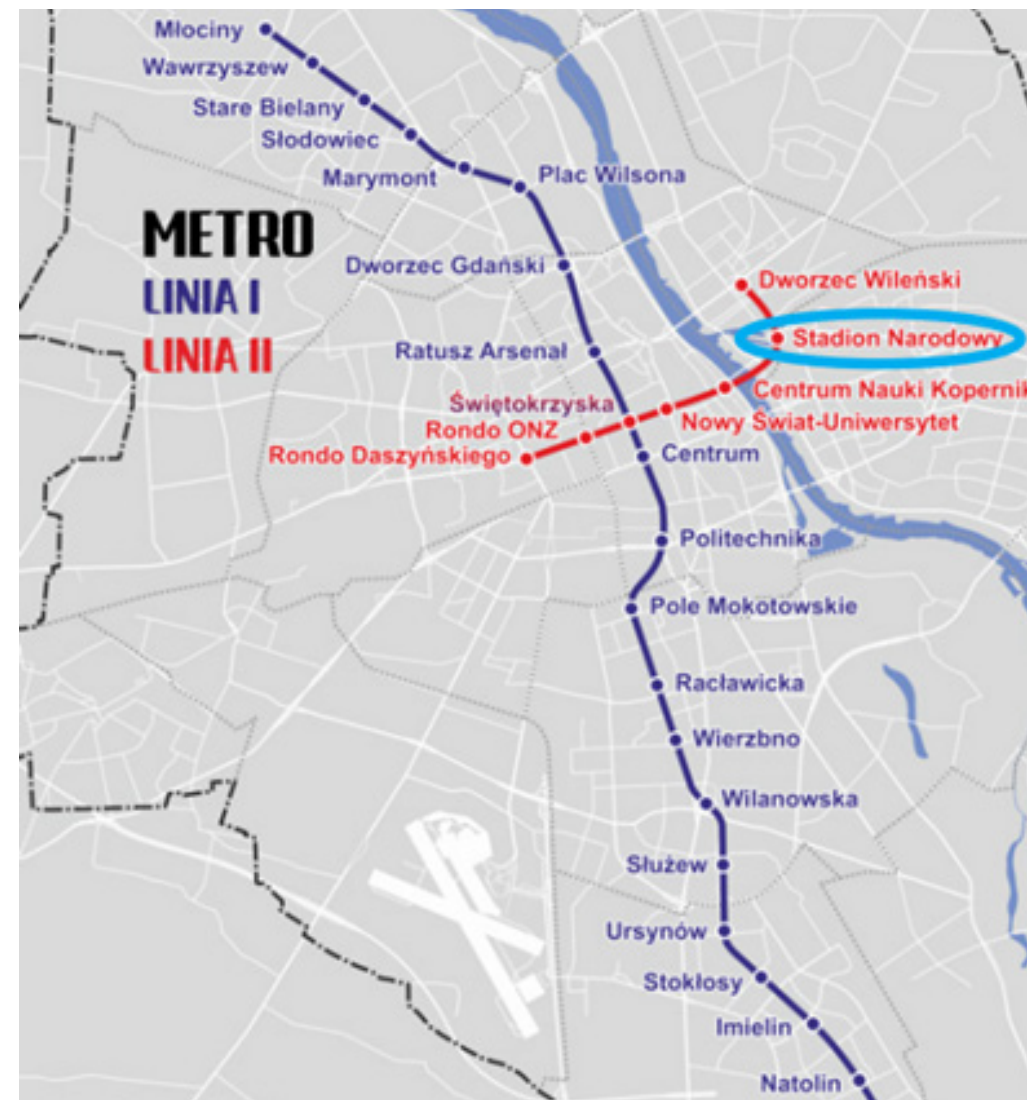 Młociny
Wawrzyszew
Stare Bielany
Słodowiec
Marymont
Plac Wilsona
METRO
LINIA I
LINIA II
Dworzec Gdański
Dworzec Wileński
Ratusz Arsenał
Stadion Narodowy
Centrum Nauki Kopernik
Świętokrzyska
Nowy Świat-Uniwersytet
Rondo ONZ
Rondo Daszyńskiego
Centrum
Politechnika
Pole Mokotowskie
Racławicka
Wierzbno
Wilanowska
Służew
Ursynów
Stokłosy
Imielin
Natolin